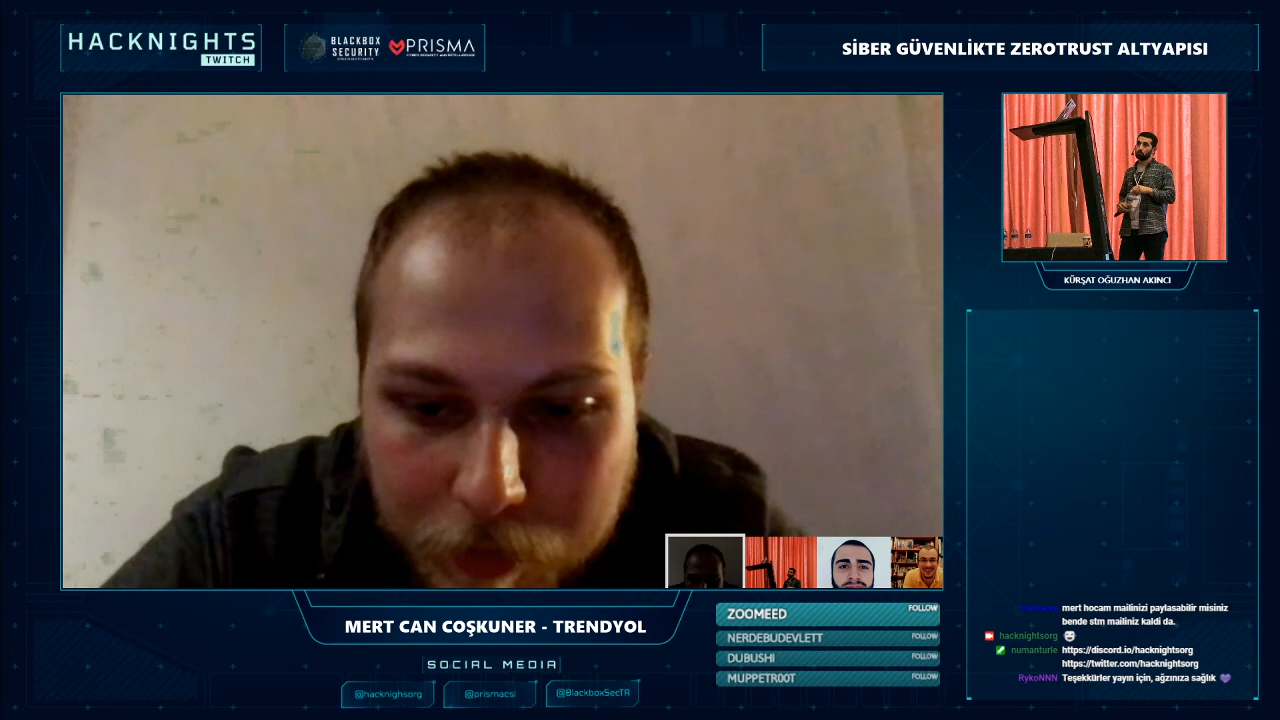 HACKNIGHTS
TWITCH
BLACKBOX
SECURITY
PRISMA
SİBER GÜVENLİKTE ZEROTRUST ALTYAPISI
KÜRŞAT OĞUZHAN AKINCI
MERT CAN COŞKUNER - TRENDYOL
SOCIAL MEDIA
@hacknighsorg
@prismacsi
@BlackboxSecTR
ZOOMEED FOLLOW
NERDEBUDEVLETT FOLLOW
DUBUSHI FOLLOW
MUPPETR00T FOLLOW
mert hocam mailinizi paylasabilir misiniz
bende stm mailiniz kaldi da.
hacknightsorg
numanturle https://discord.io/hacknightsorg
https://twitter.com/hacknightsorg
RykoNNN Teşekkürler yayın için, ağzınıza sağlık